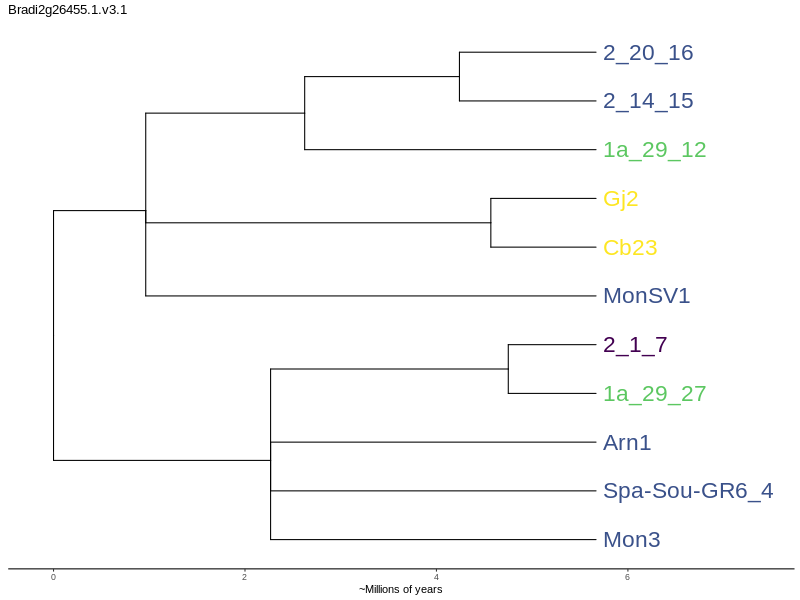 Bradi2g26455.1.v3.1
2_20_16
2_14_15
1a_29_12
Gj2
Cb23
MonSV1
2_1_7
1a_29_27
Arn1
Spa-Sou-GR6_4
Mon3
0 2 4 6
~Millions of years